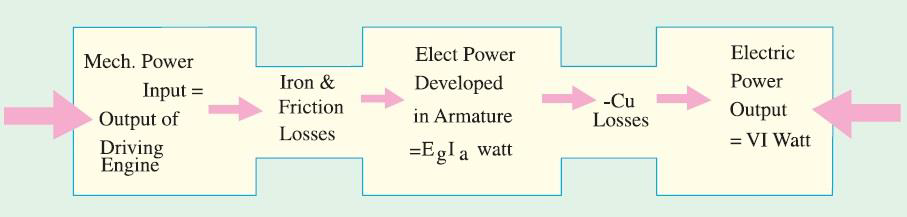 Mech. Power
Input =
Output of
Driving
Engine
Iron &
Friction
Losses
Elect Power
Developed
in Armature
=EgIa watt
-Cu
Losses
Electric
Power
Output
= VI Watt